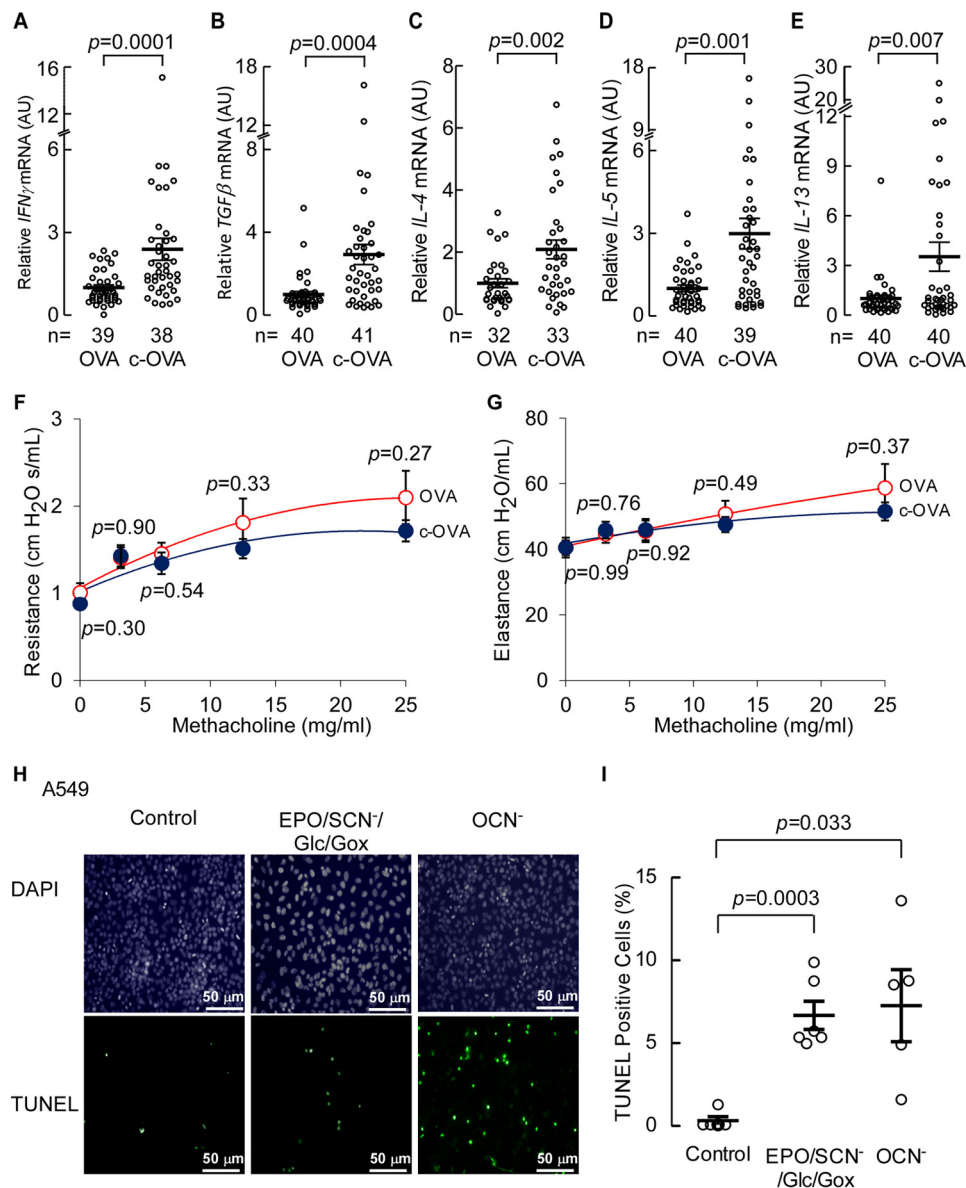 A
p=0.0001
Relative IFNγ mRNA (AU)
16
12
8
6
3
0
n= 39 38
OVA c-OVA
B
p=0.0004
Relative TGFβ mRNA (AU)
18
12
9
6
3
0
n= 40 41
OVA c-OVA
C
p=0.002
Relative IL-4 mRNA (AU)
8
6
4
2
0
n= 32 33
OVA c-OVA
D
p=0.001
Relative IL-5 mRNA (AU)
18
9
6
3
0
n= 40 39
OVA c-OVA
E
p=0.007
Relative IL-13 mRNA (AU)
30
20
12
9
6
3
0
n= 40 40
OVA c-OVA
F
Resistance (cm H₂O s/mL)
3
2
1
0
p=0.27
p=0.33
p=0.90
p=0.54
p=0.30
OVA
c-OVA
0 5 10 15 20 25
Methacholine (mg/ml)
G
Elastance (cm H₂O/mL)
80
60
40
20
0
p=0.37
p=0.49
p=0.76
p=0.92
p=0.99
OVA
c-OVA
0 5 10 15 20 25
Methacholine (mg/ml)
H
A549
Control
EPO/SCN⁻/
Glc/Gox
OCN⁻
DAPI
50 µm
50 µm
50 µm
TUNEL
50 µm
50 µm
50 µm
I
p=0.033
p=0.0003
TUNEL Positive Cells (%)
15
10
5
0
Control
EPO/SCN⁻
/Glc/Gox
OCN⁻